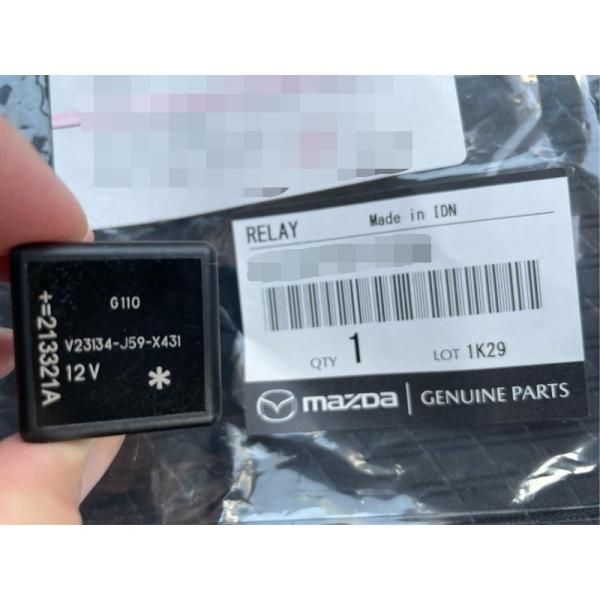 G110
V23134-J59-X431
12V
*
+=213321A
RELAY
Made in IDN
QTY 1
LOT 1K29
mazda | GENUINE PARTS